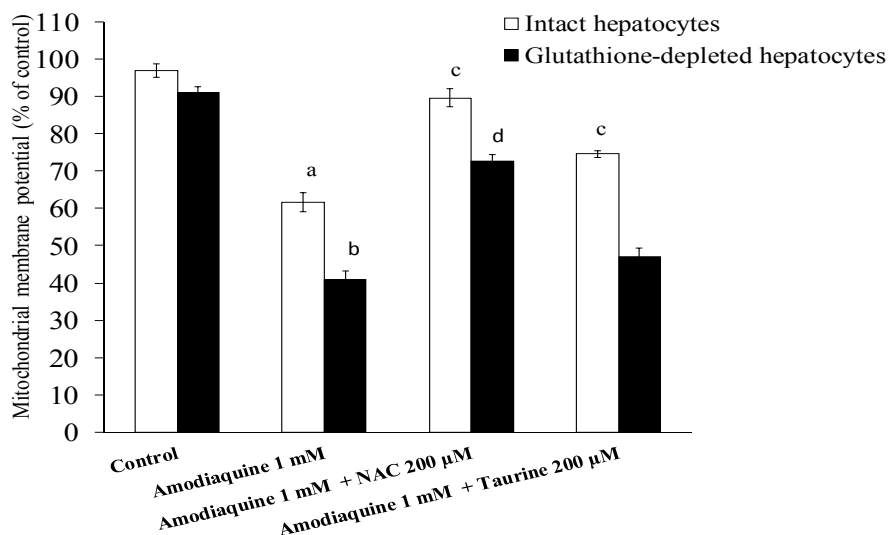 Mitochondrial membrane potential (% of control)
110
100
90
80
70
60
50
40
30
20
10
0
Intact hepatocytes
Glutathione-depleted hepatocytes
a
b
c
d
c
Control
Amodiaquine 1 mM
Amodiaquine 1 mM + NAC 200 µM
Amodiaquine 1 mM + Taurine 200 µM